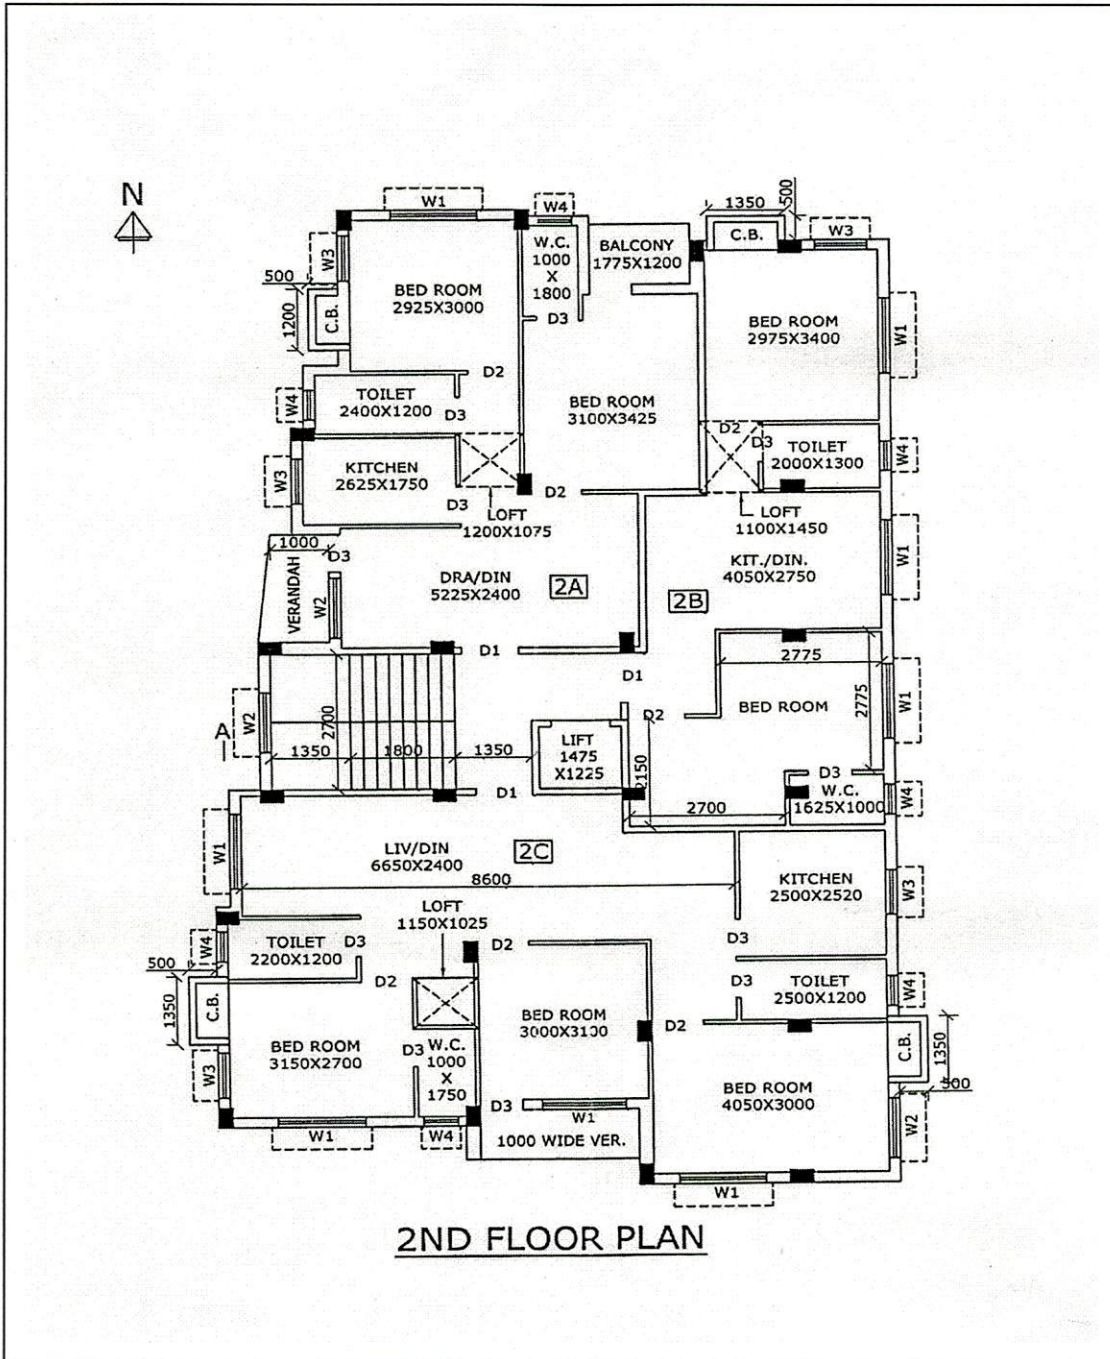 N
W1
W4
1350
500
C.B.
W3
W3
BED ROOM
2925X3000
W.C.
1000
X
1800
BALCONY
1775X1200
500
1200
C.B.
D3
BED ROOM
2975X3400
W1
D2
W4
TOILET
2400X1200
D3
BED ROOM
3100X3425
D2
D3
TOILET
2000X1300
W4
W3
KITCHEN
2625X1750
D3
D2
LOFT
1200X1075
LOFT
1100X1450
1000
D3
VERANDAH
W2
DRA/DIN
5225X2400
2A
KIT./DIN.
4050X2750
W1
2B
D1
D1
2775
2775
W1
W2
A
2700
1350
1800
1350
LIFT
1475
X1225
D2
BED ROOM
2150
D3
W.C.
1625X1000
W4
2700
D1
W1
LIV/DIN
6650X2400
2C
8600
KITCHEN
2500X2520
W3
LOFT
1150X1025
W4
TOILET
2200X1200
D3
D2
D3
500
1350
C.B.
D2
D3
TOILET
2500X1200
W4
BED ROOM
3150X2700
D3
W.C.
1000
X
1750
BED ROOM
3000X3100
D2
C.B.
1350
500
W3
BED ROOM
4050X3000
W2
D3
W1
W1
W4
1000 WIDE VER.
W1
2ND FLOOR PLAN